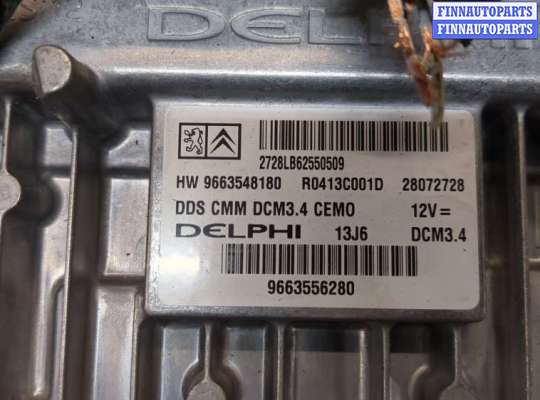 FINNAUTOPARTS
FINNAUTOPARTS
DELPHI
2728LB62550509
HW 9663548180 R0413C001D 28072728
DDS CMM DCM3.4 CEMO 12V=
DELPHI 13J6 DCM3.4
9663556280